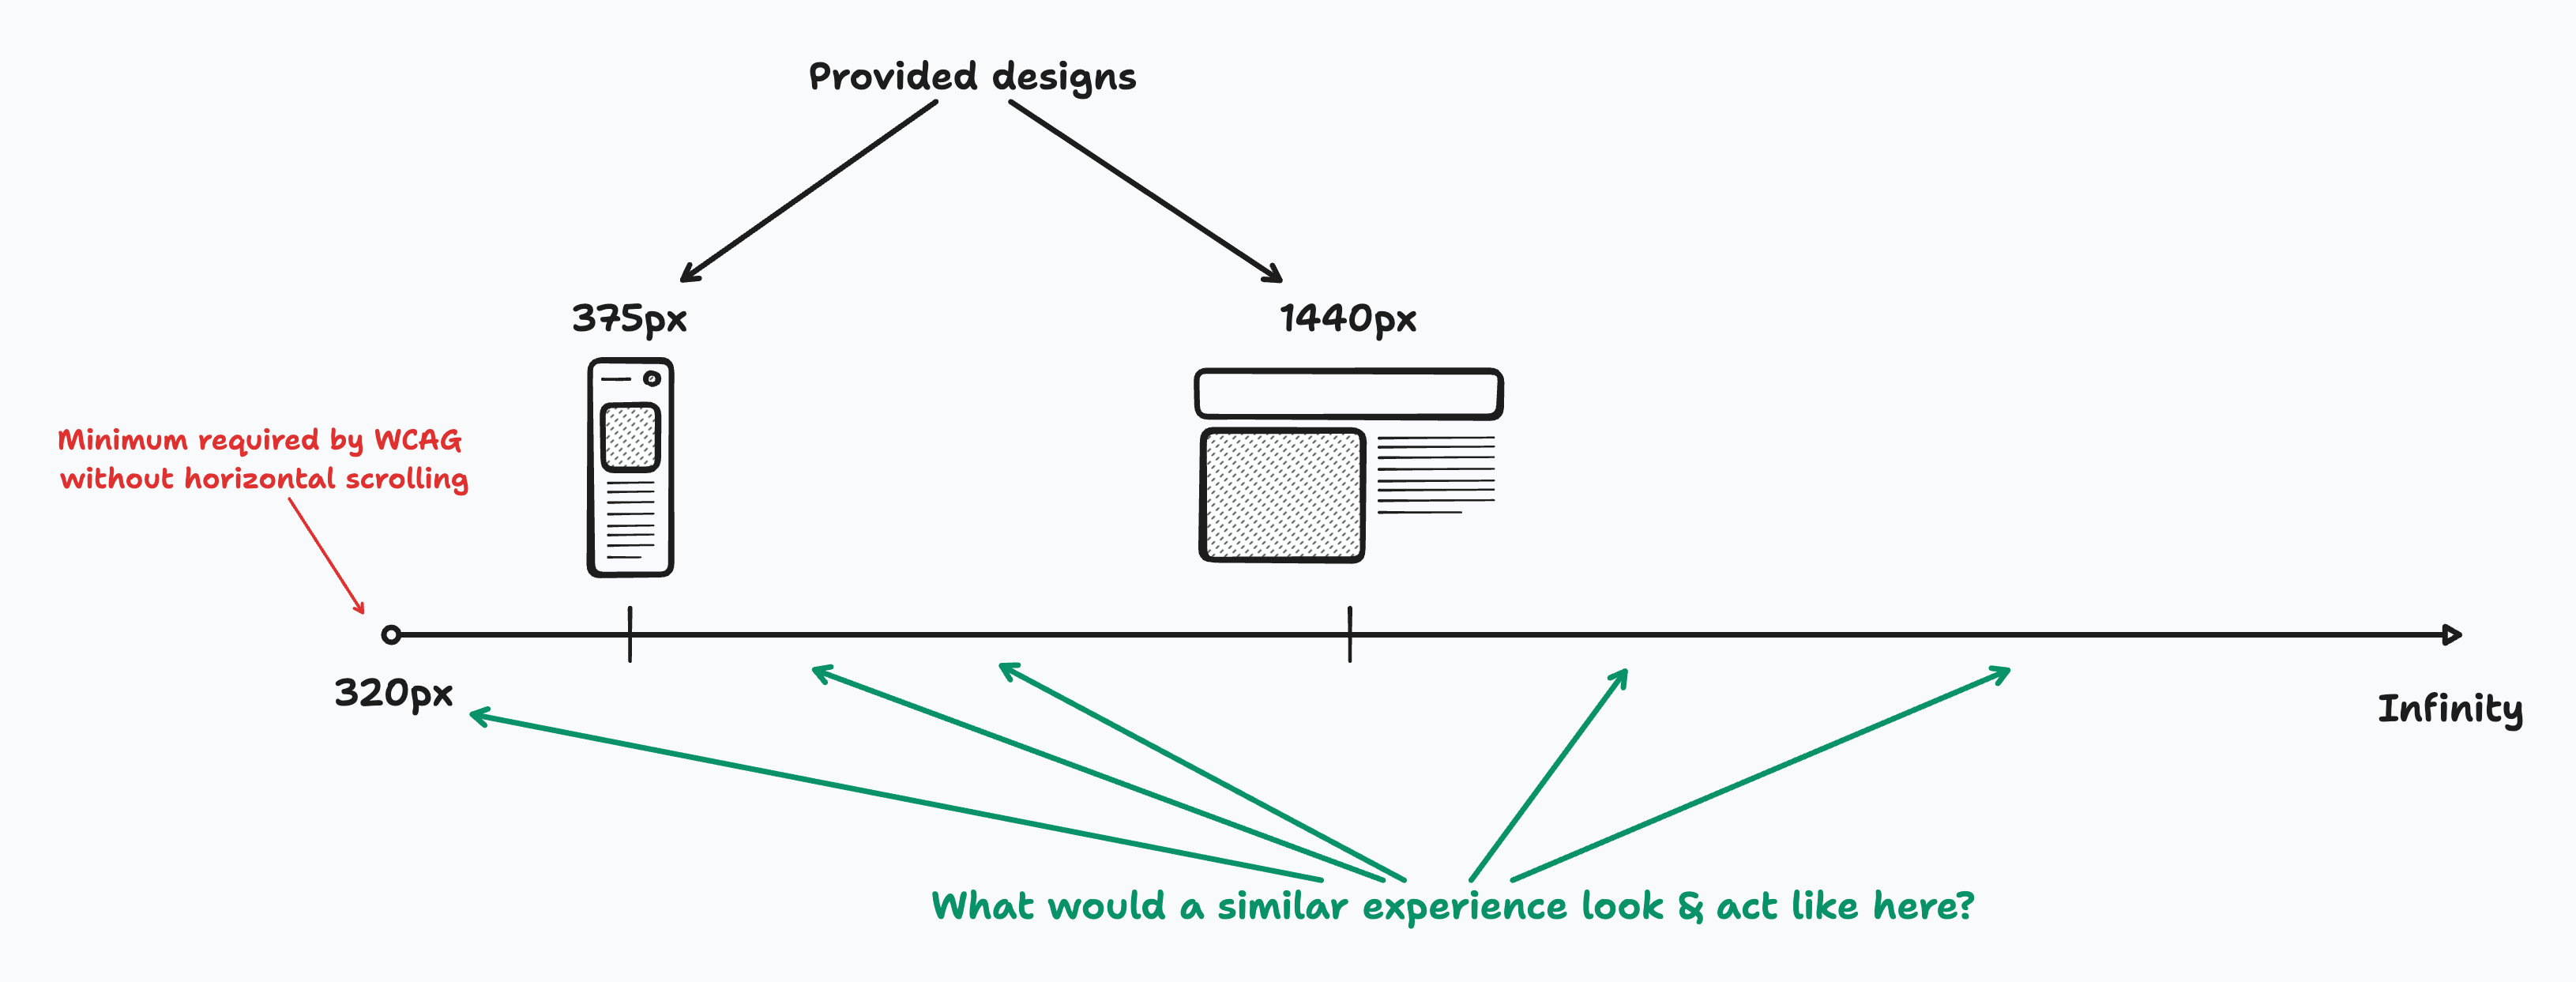 Provided designs
375px
1440px
Minimum required by WCAG
without horizontal scrolling
320px
Infinity
What would a similar experience look & act like here?